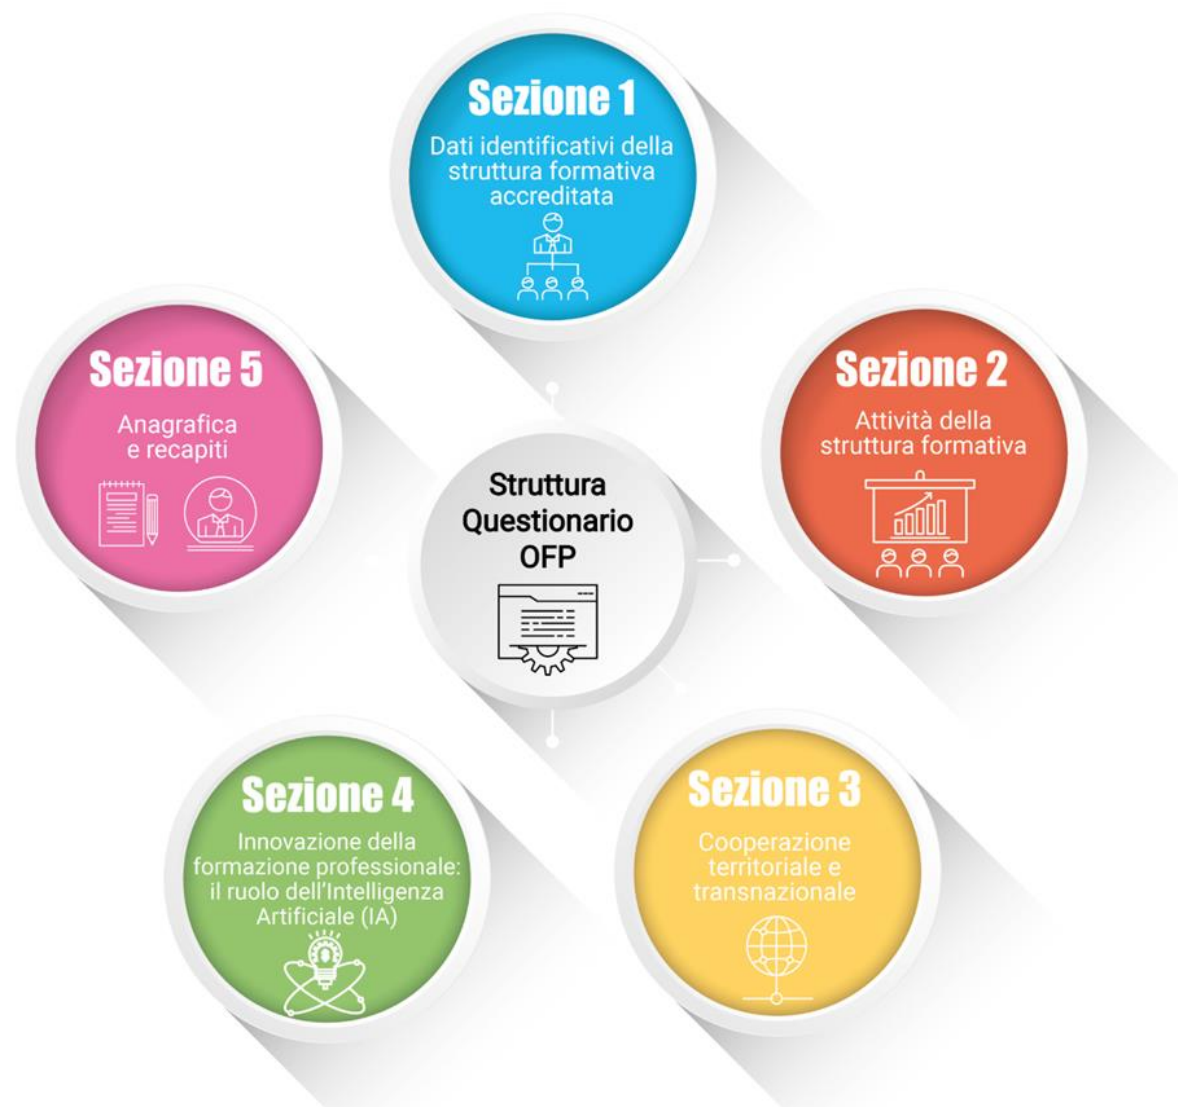 Sezione 1
Dati identificativi della
struttura formativa
accreditata
Sezione 5
Anagrafica
e recapiti
Sezione 2
Attività della
struttura formativa
Struttura
Questionario
OFP
Sezione 4
Innovazione della
formazione professionale:
il ruolo dell'Intelligenza
Artificiale (IA)
Sezione 3
Cooperazione
territoriale e
transnazionale